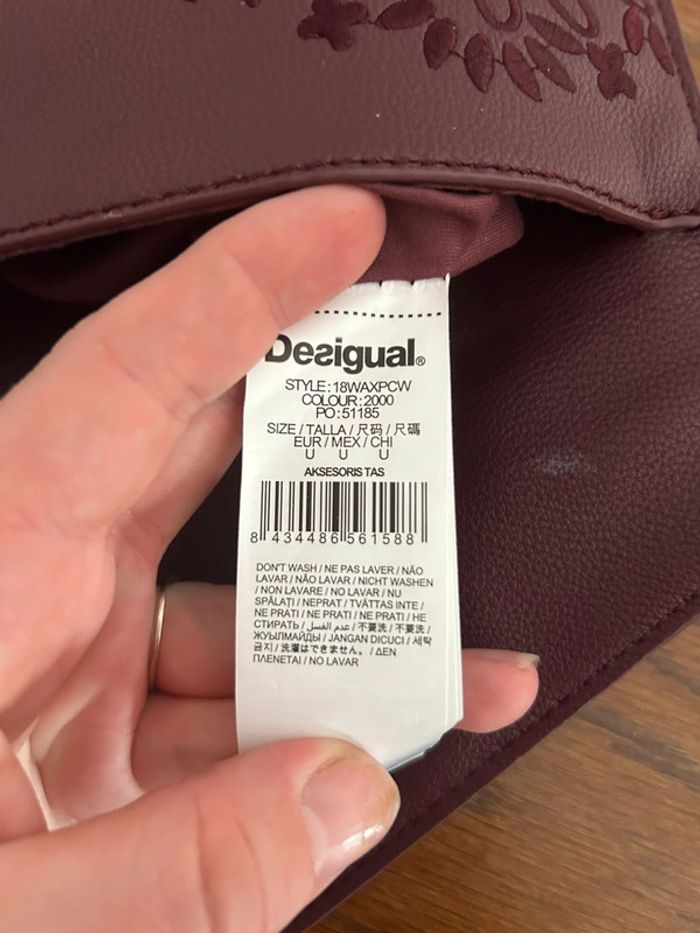 Desigual®
STYLE:18WAXPCW
COLOUR:2000
PO:51185
SIZE / TALLA / 尺码 / 尺碼
EUR / MEX / CHI
U U U
AKSESORIS TAS
8 434486 561588
DON'T WASH / NE PAS LAVER / NÃO
LAVAR / NÃO LAVAR / NICHT WASHEN
/ NON LAVARE / NO LAVAR / NU
SPĂLAȚI / NEPRAT / TVÄTTAS INTE /
NE PRATI / NE PRATI / NE PRATI / НЕ
СТИРАТЬ / عدم الغسل / 不要洗 / 不要洗 /
ЖУЫЛМАЙДЫ / JANGAN DICUCI / 세탁
금지 / 洗濯はできません。 / ΔΕΝ
ΠΛΕΝΕΤΑΙ / NO LAVAR